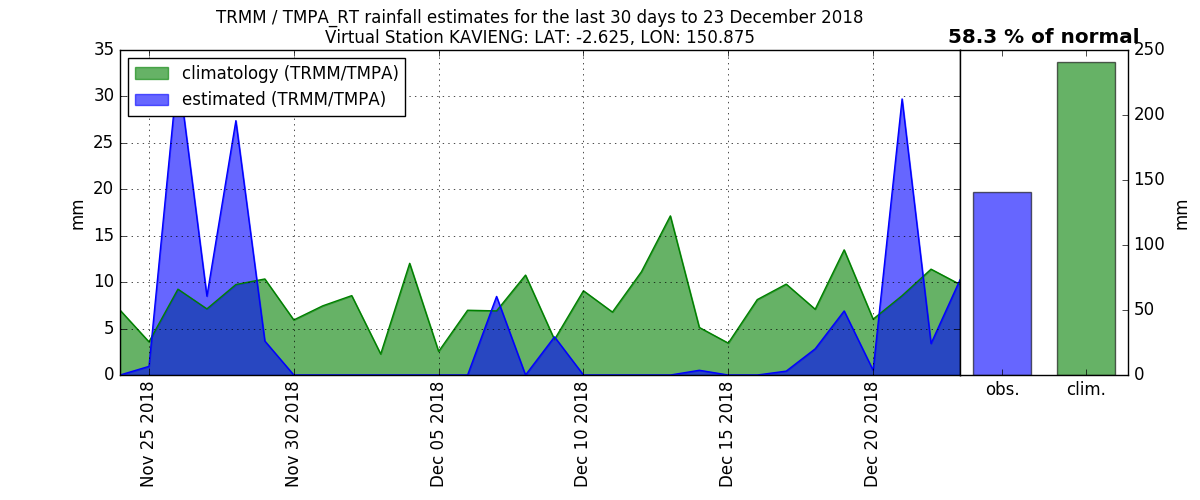 TRMM / TMPA_RT rainfall estimates for the last 30 days to 23 December 2018
Virtual Station KAVIENG: LAT: -2.625, LON: 150.875
58.3 % of normal
climatology (TRMM/TMPA)
estimated (TRMM/TMPA)
35
30
25
20
15
10
5
0
mm
Nov 25 2018
Nov 30 2018
Dec 05 2018
Dec 10 2018
Dec 15 2018
Dec 20 2018
obs.
clim.
250
200
150
100
50
0
mm